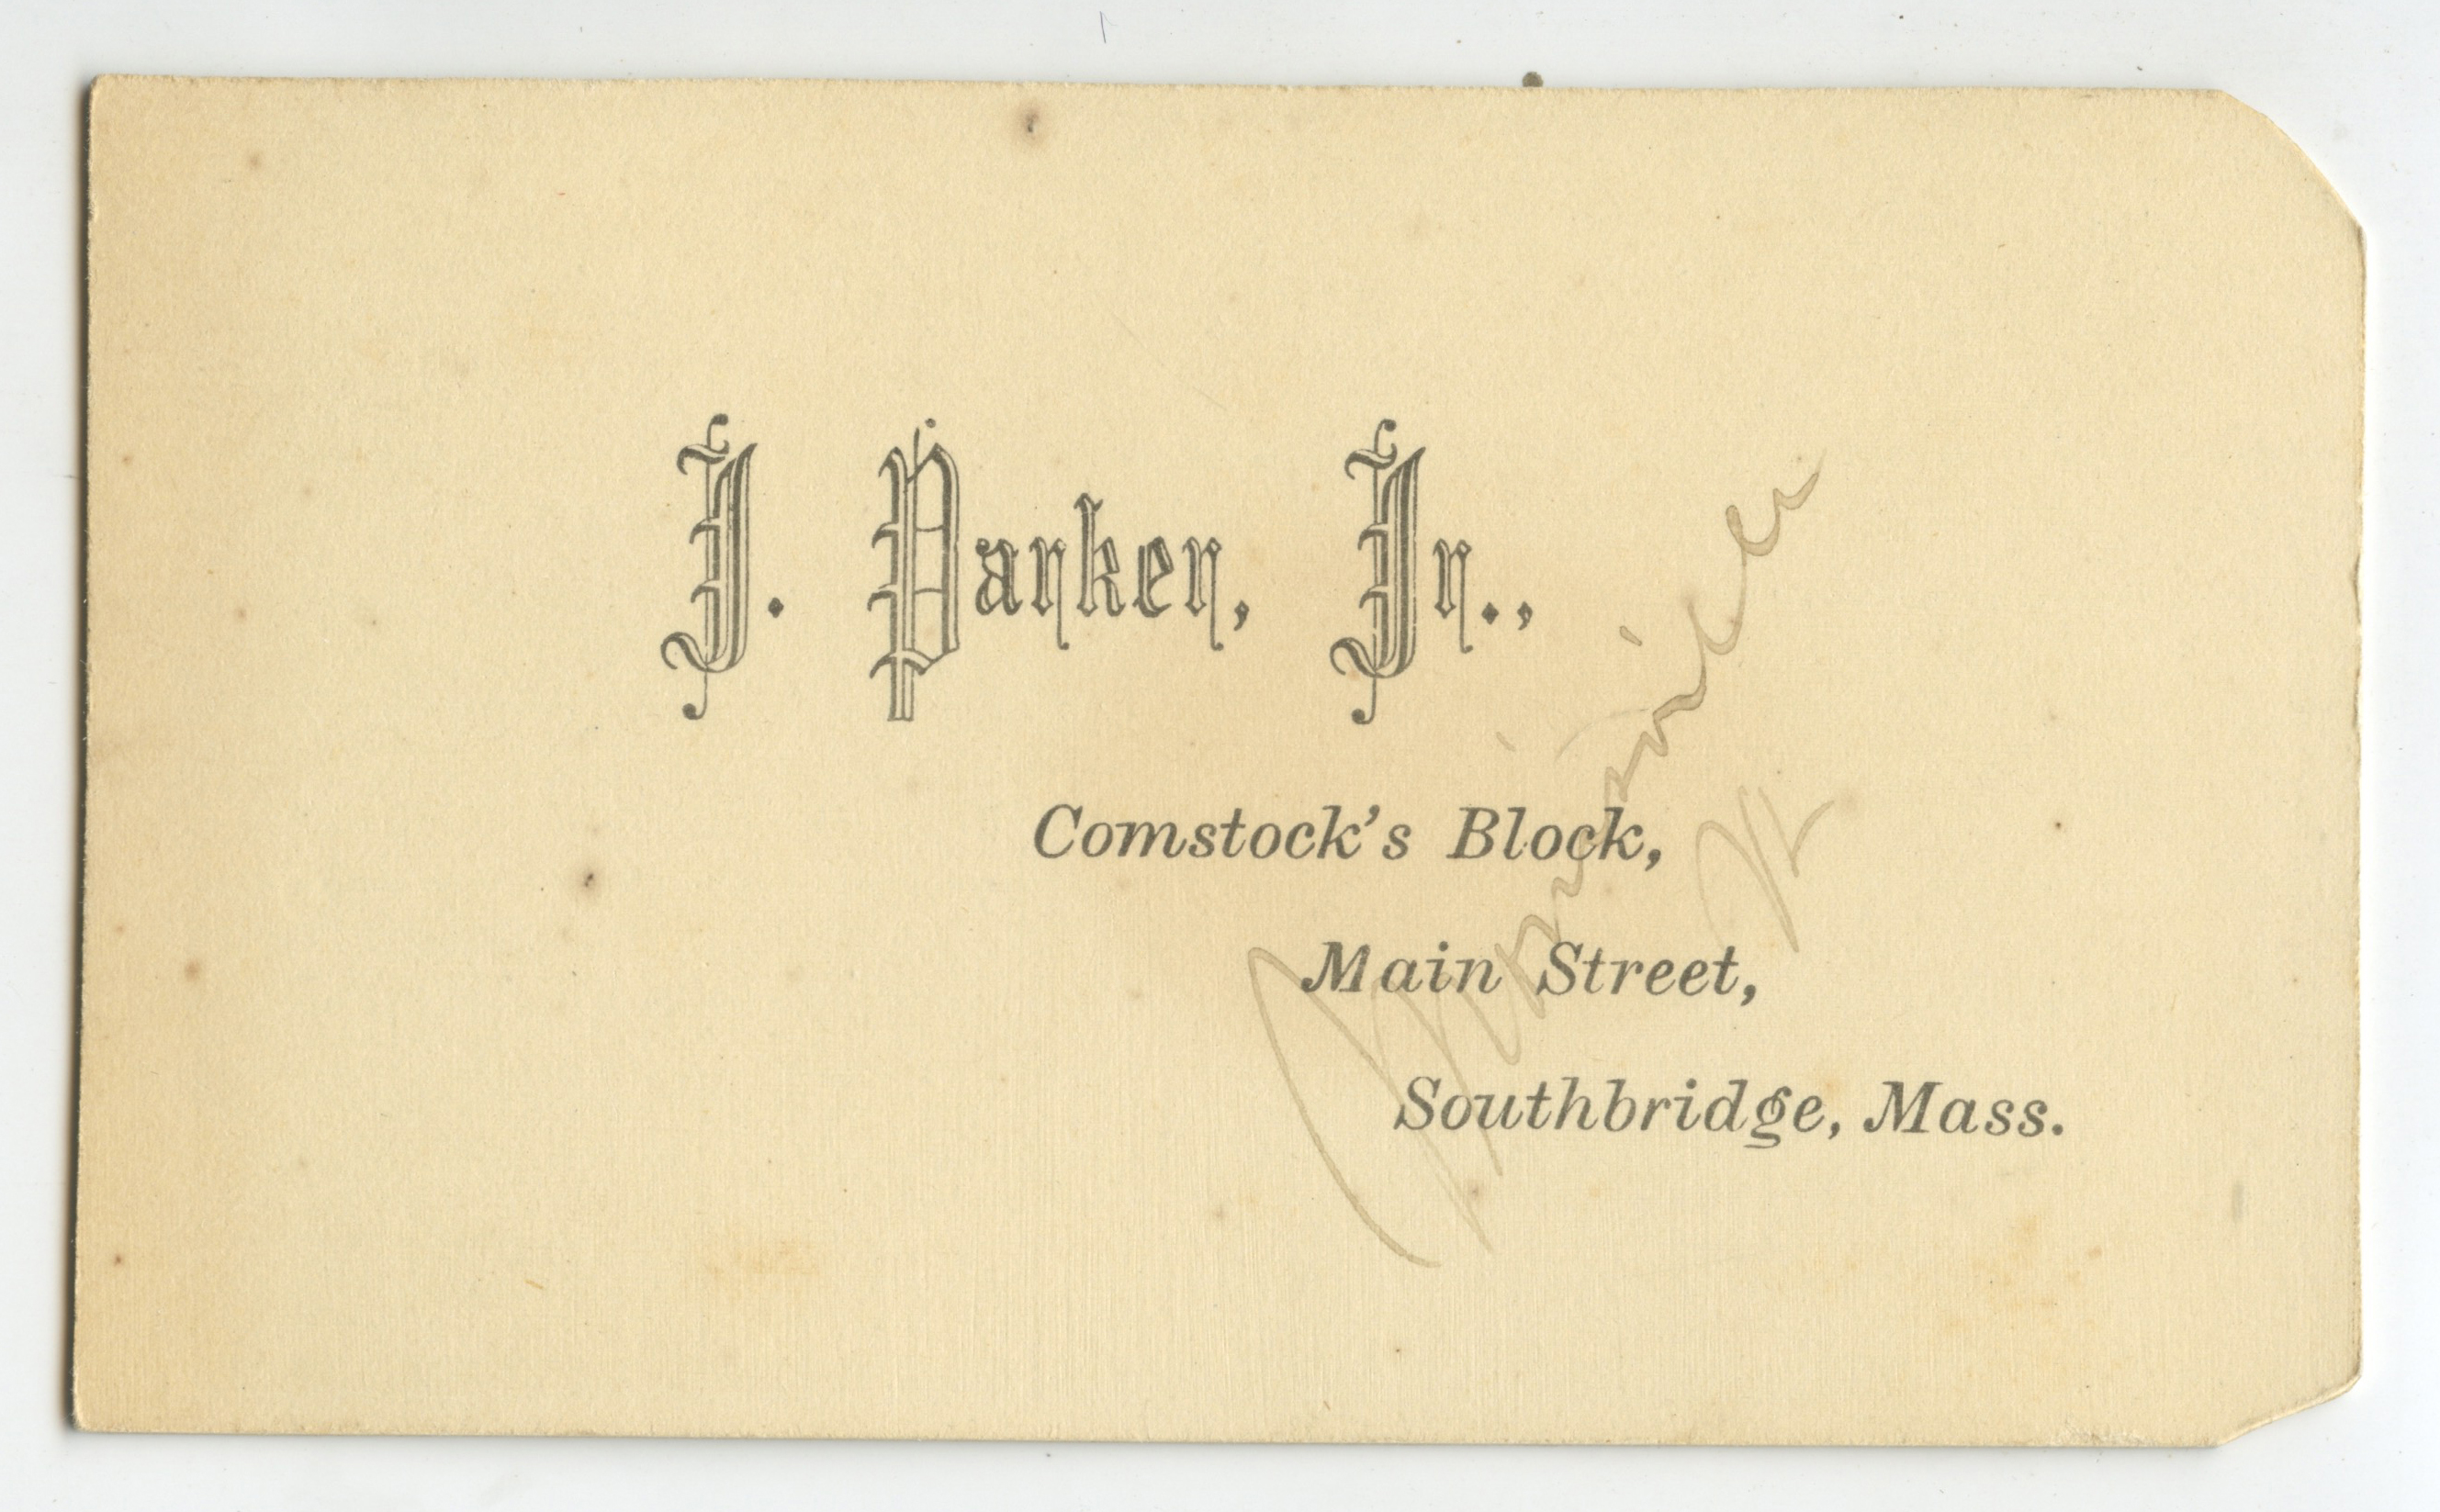 J. Parker, Jr.,
Comstock's Block,
Main Street,
Southbridge, Mass.